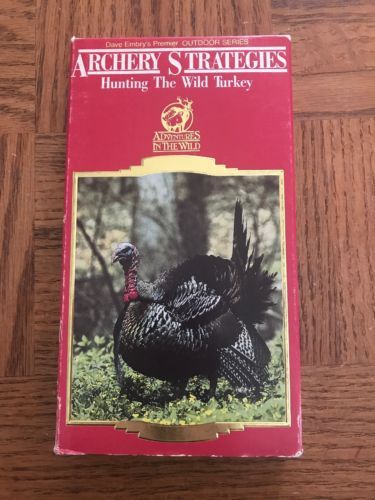 Dave Embry's Premier OUTDOOR SERIES
ARCHERY STRATEGIES
Hunting The Wild Turkey
ADVENTURES
IN THE WILD